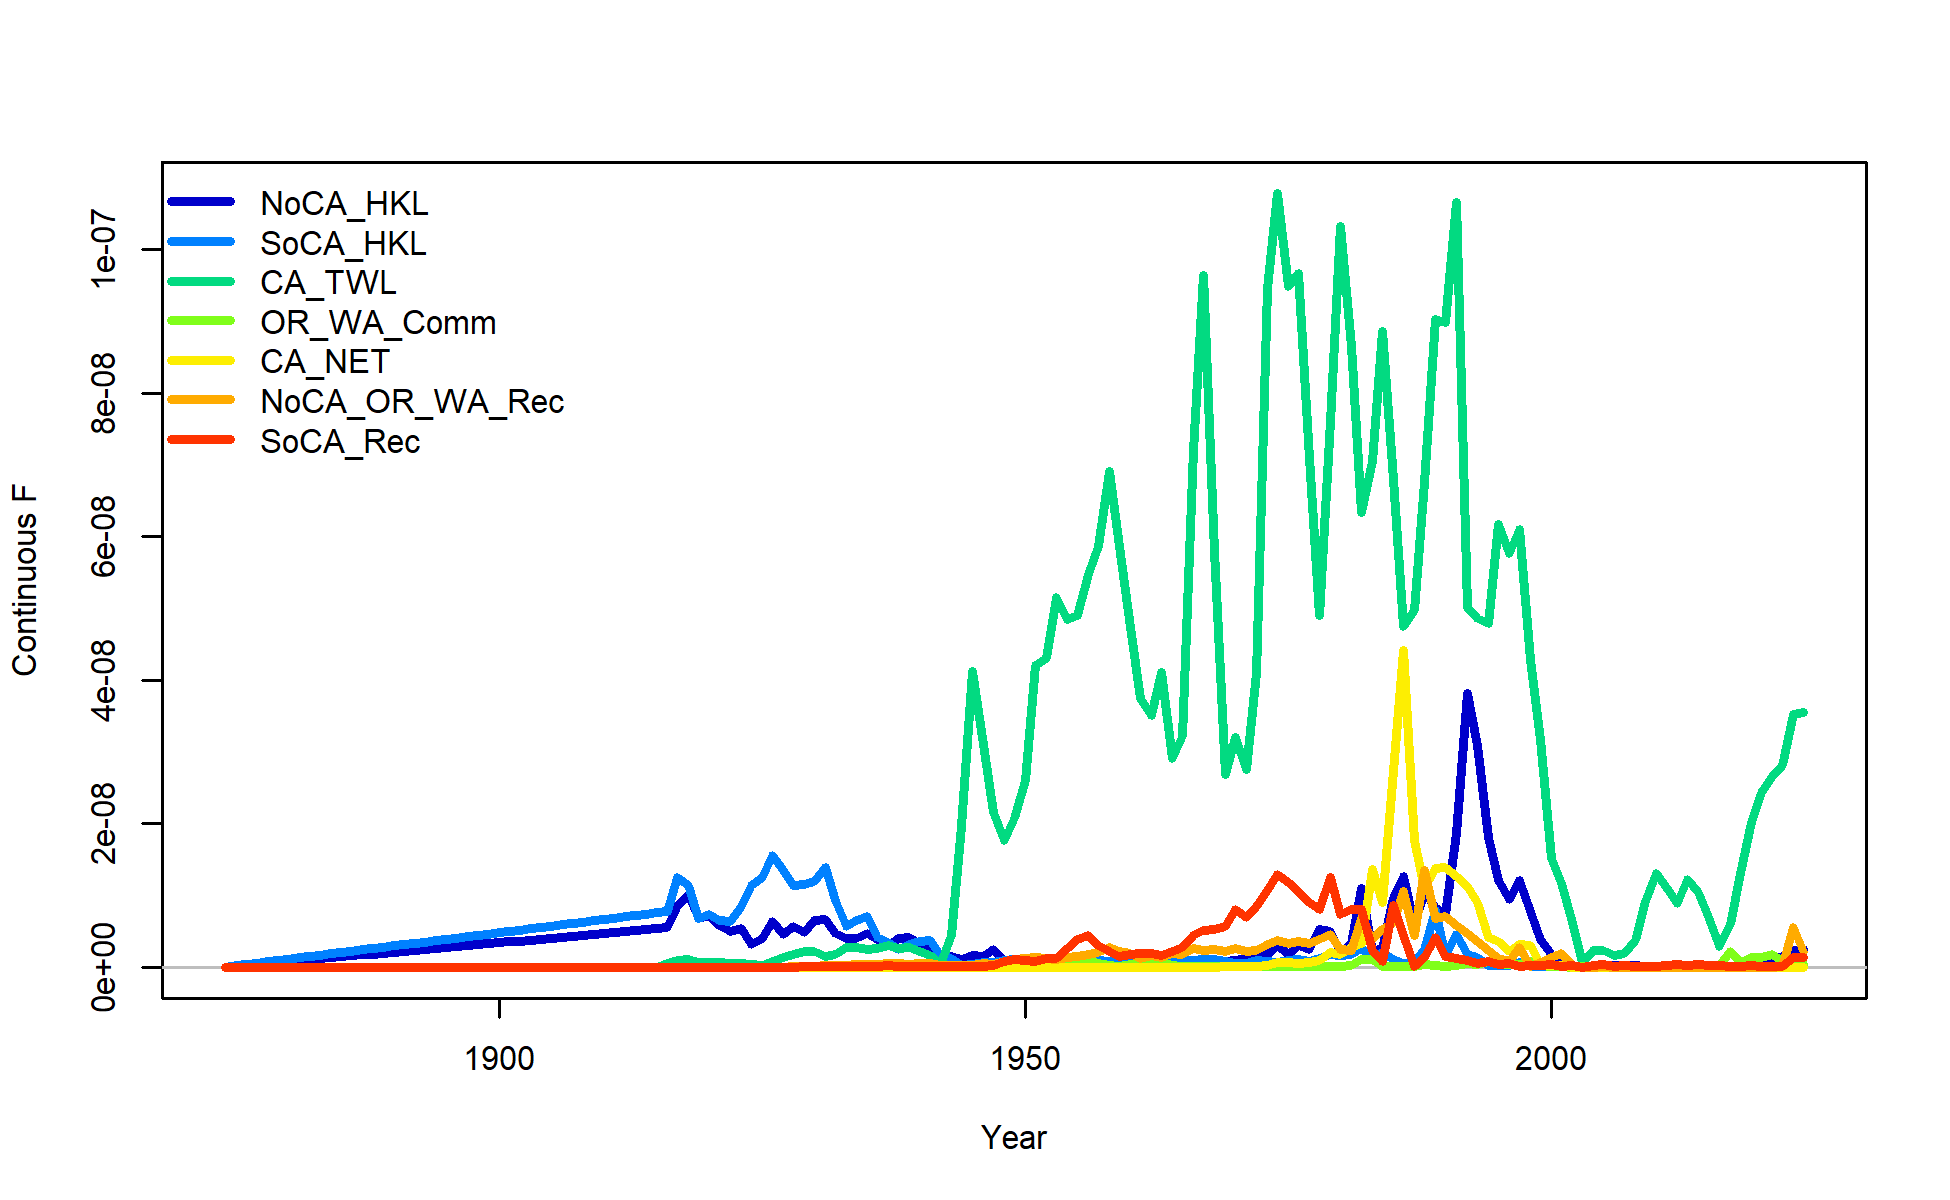 NoCA_HKL
SoCA_HKL
CA_TWL
OR_WA_Comm
CA_NET
NoCA_OR_WA_Rec
SoCA_Rec
Continuous F
1e-07
8e-08
6e-08
4e-08
2e-08
0e+00
1900 1950 2000
Year